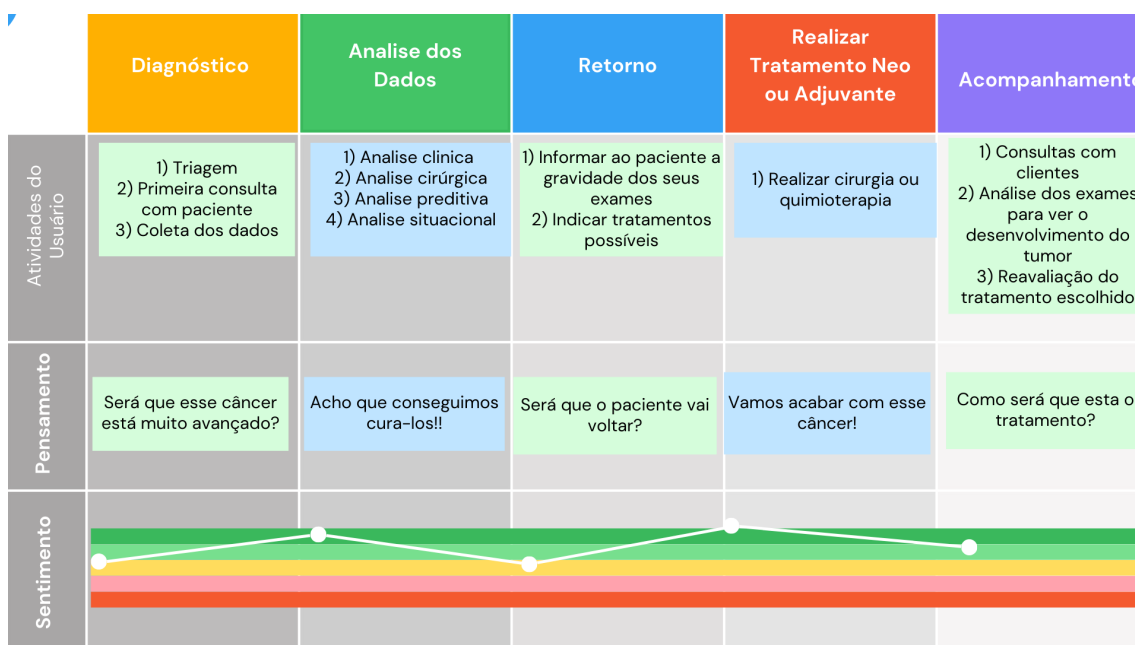 Diagnóstico
Analise dos
Dados
Retorno
Realizar
Tratamento Neo
ou Adjuvante
Acompanhamento
Atividades do
Usuário
1) Triagem
2) Primeira consulta
com paciente
3) Coleta dos dados
1) Analise clinica
2) Analise cirúrgica
3) Analise preditiva
4) Analise situacional
1) Informar ao paciente a
gravidade dos seus
exames
2) Indicar tratamentos
possíveis
1) Realizar cirurgia ou
quimioterapia
1) Consultas com
clientes
2) Análise dos exames
para ver o
desenvolvimento do
tumor
3) Reavaliação do
tratamento escolhido
Pensamento
Será que esse câncer
está muito avançado?
Acho que conseguimos
cura-los!!
Será que o paciente vai
voltar?
Vamos acabar com esse
câncer!
Como será que esta o
tratamento?
Sentimento